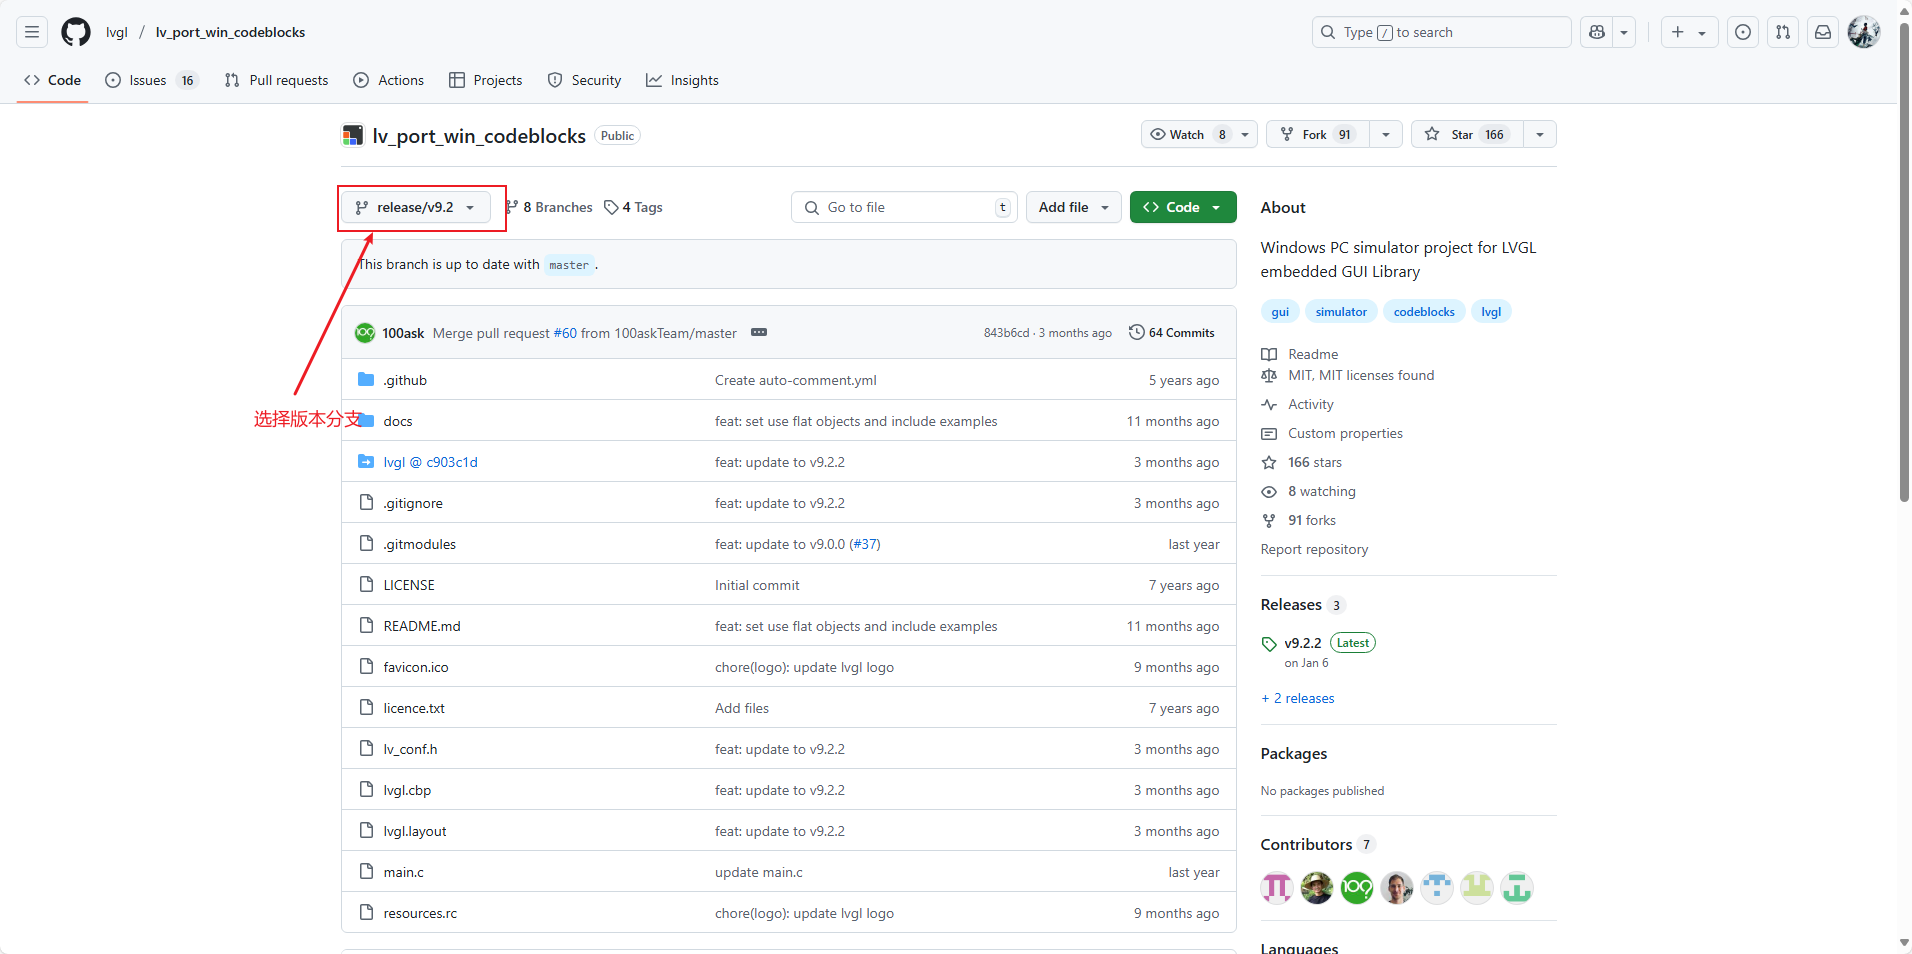 lvgl / lv_port_win_codeblocks
Type / to search
Code
Issues 16
Pull requests
Actions
Projects
Security
Insights
lv_port_win_codeblocks Public
Watch 8
Fork 91
Star 166
release/v9.2
8 Branches
4 Tags
Go to file t
Add file
Code
This branch is up to date with master .
选择版本分支
100ask Merge pull request #60 from 100askTeam/master 843b6cd · 3 months ago 64 Commits
.github Create auto-comment.yml 5 years ago
docs feat: set use flat objects and include examples 11 months ago
lvgl @ c903c1d feat: update to v9.2.2 3 months ago
.gitignore feat: update to v9.2.2 3 months ago
.gitmodules feat: update to v9.0.0 (#37) last year
LICENSE Initial commit 7 years ago
README.md feat: set use flat objects and include examples 11 months ago
favicon.ico chore(logo): update lvgl logo 9 months ago
licence.txt Add files 7 years ago
lv_conf.h feat: update to v9.2.2 3 months ago
lvgl.cbp feat: update to v9.2.2 3 months ago
lvgl.layout feat: update to v9.2.2 3 months ago
main.c update main.c last year
resources.rc chore(logo): update lvgl logo 9 months ago
About
Windows PC simulator project for LVGL
embedded GUI Library
gui simulator codeblocks lvgl
Readme
MIT, MIT licenses found
Activity
Custom properties
166 stars
8 watching
91 forks
Report repository
Releases 3
v9.2.2 Latest
on Jan 6
+ 2 releases
Packages
No packages published
Contributors 7
Languages